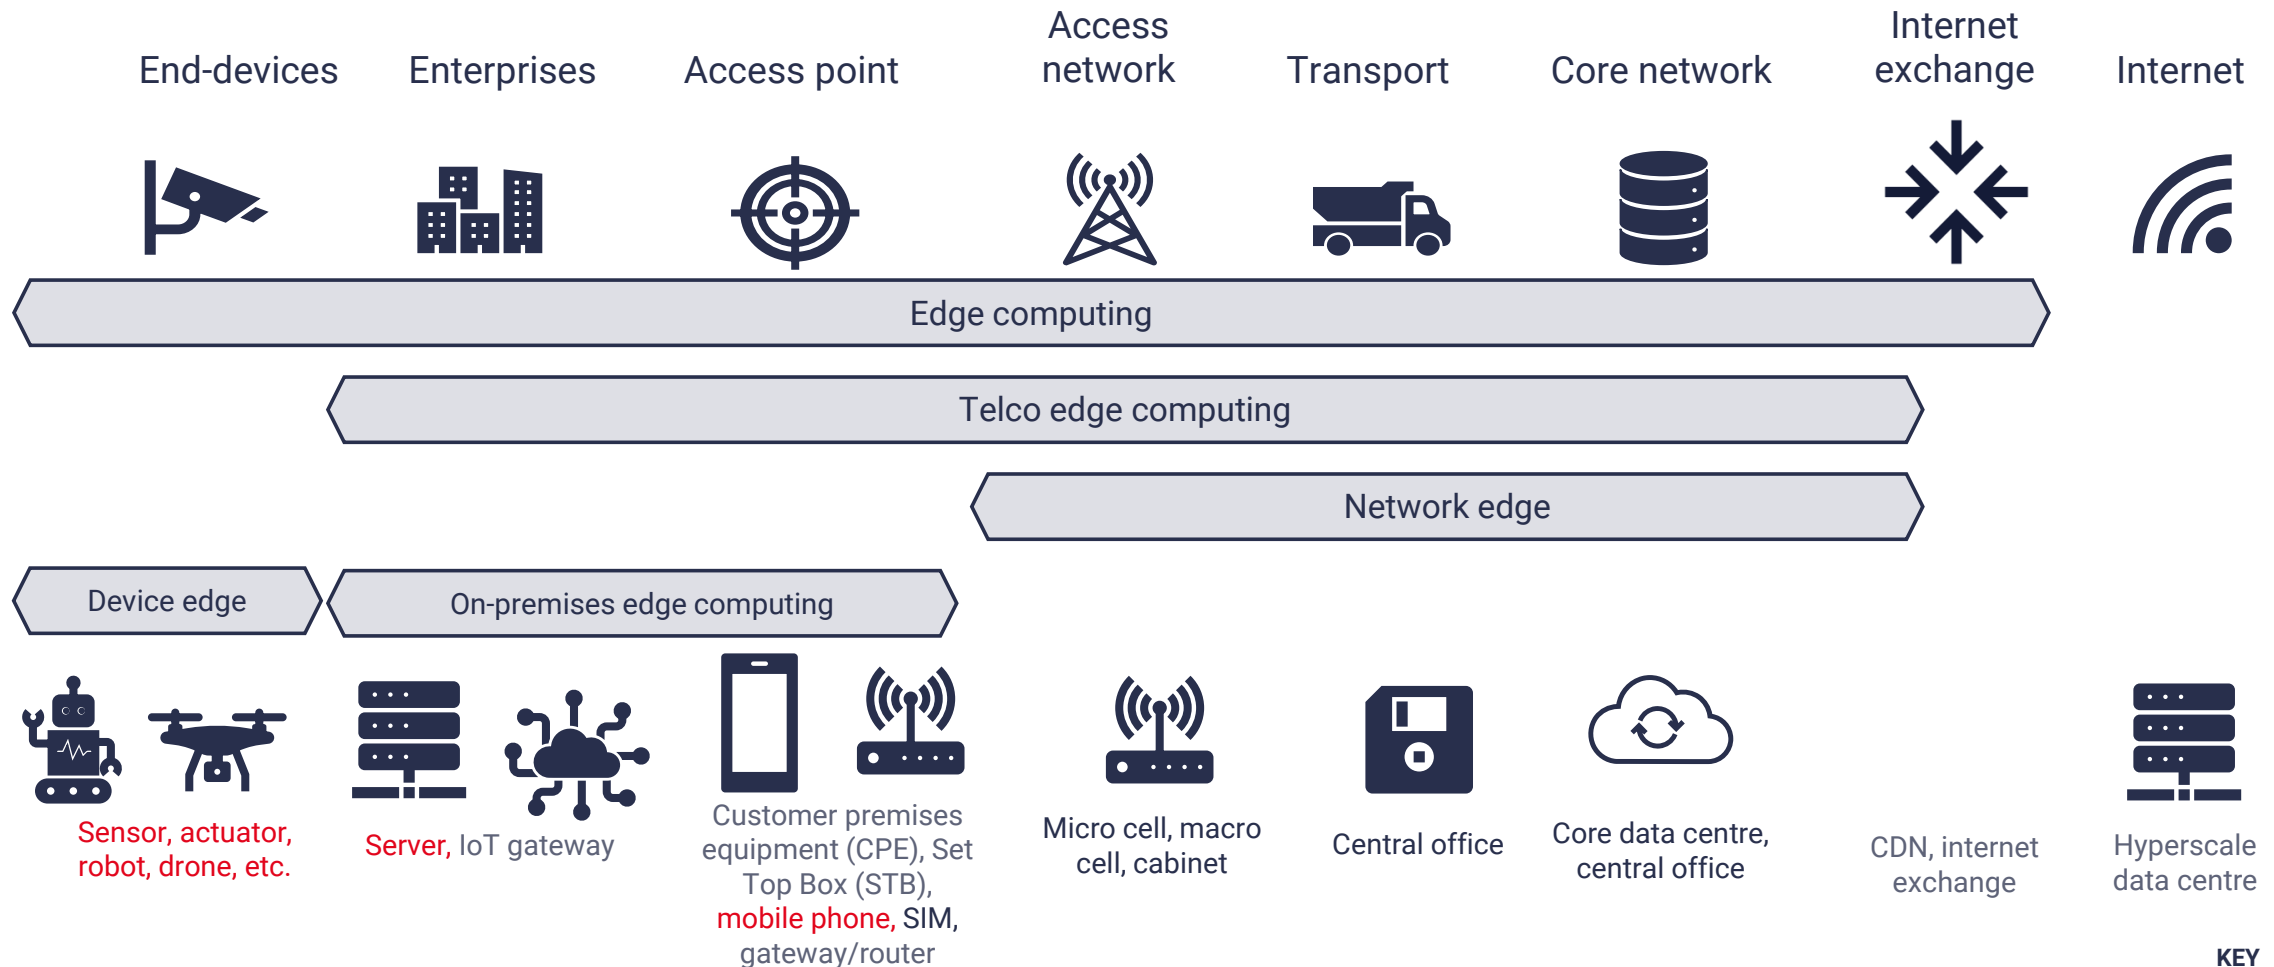 End-devices
Enterprises
Access point
Access
network
Transport
Core network
Internet
exchange
Internet
Edge computing
Telco edge computing
Network edge
Device edge
On-premises edge computing
Sensor, actuator,
robot, drone, etc.
Server, IoT gateway
Customer premises
equipment (CPE), Set
Top Box (STB),
mobile phone, SIM,
gateway/router
Micro cell, macro
cell, cabinet
Central office
Core data centre,
central office
CDN, internet
exchange
Hyperscale
data centre
KEY